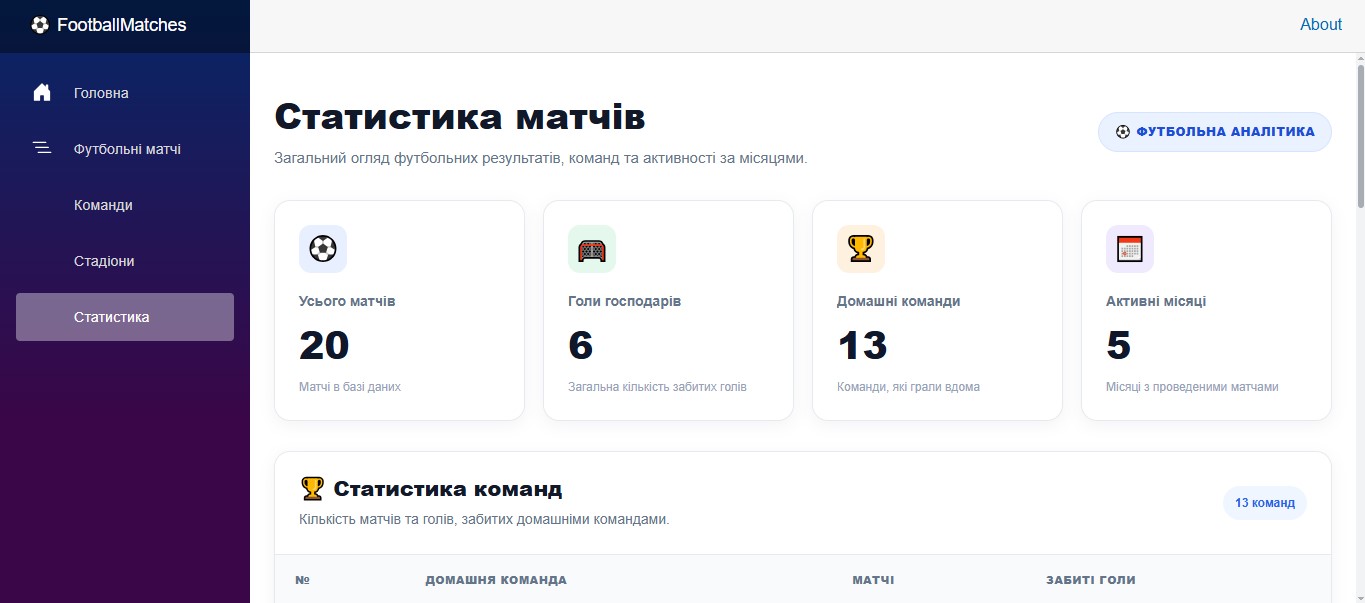 FootballMatches
About
Головна
Футбольні матчі
Команди
Стадіони
Статистика
Статистика матчів
Загальний огляд футбольних результатів, команд та активності за місяцями.
ФУТБОЛЬНА АНАЛІТИКА
Усього матчів
20
Матчі в базі даних
Голи господарів
6
Загальна кількість забитих голів
Домашні команди
13
Команди, які грали вдома
Активні місяці
5
Місяці з проведеними матчами
Статистика команд
Кількість матчів та голів, забитих домашніми командами.
13 команд
№ ДОМАШНЯ КОМАНДА МАТЧІ ЗАБИТІ ГОЛИ